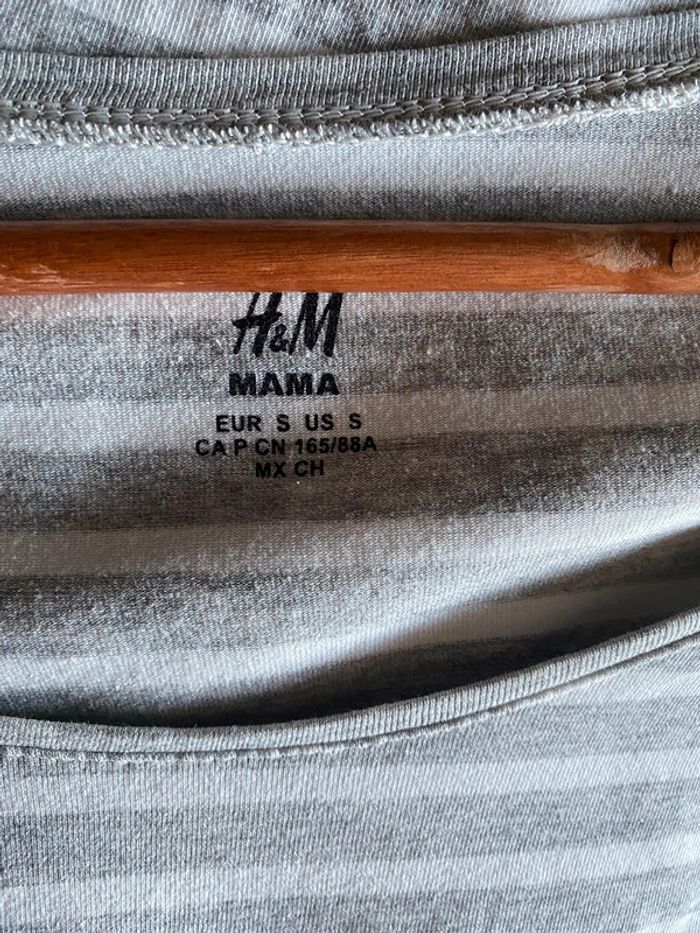 H&M
MAMA
EUR S US S
CA P CN 165/88A
MX CH